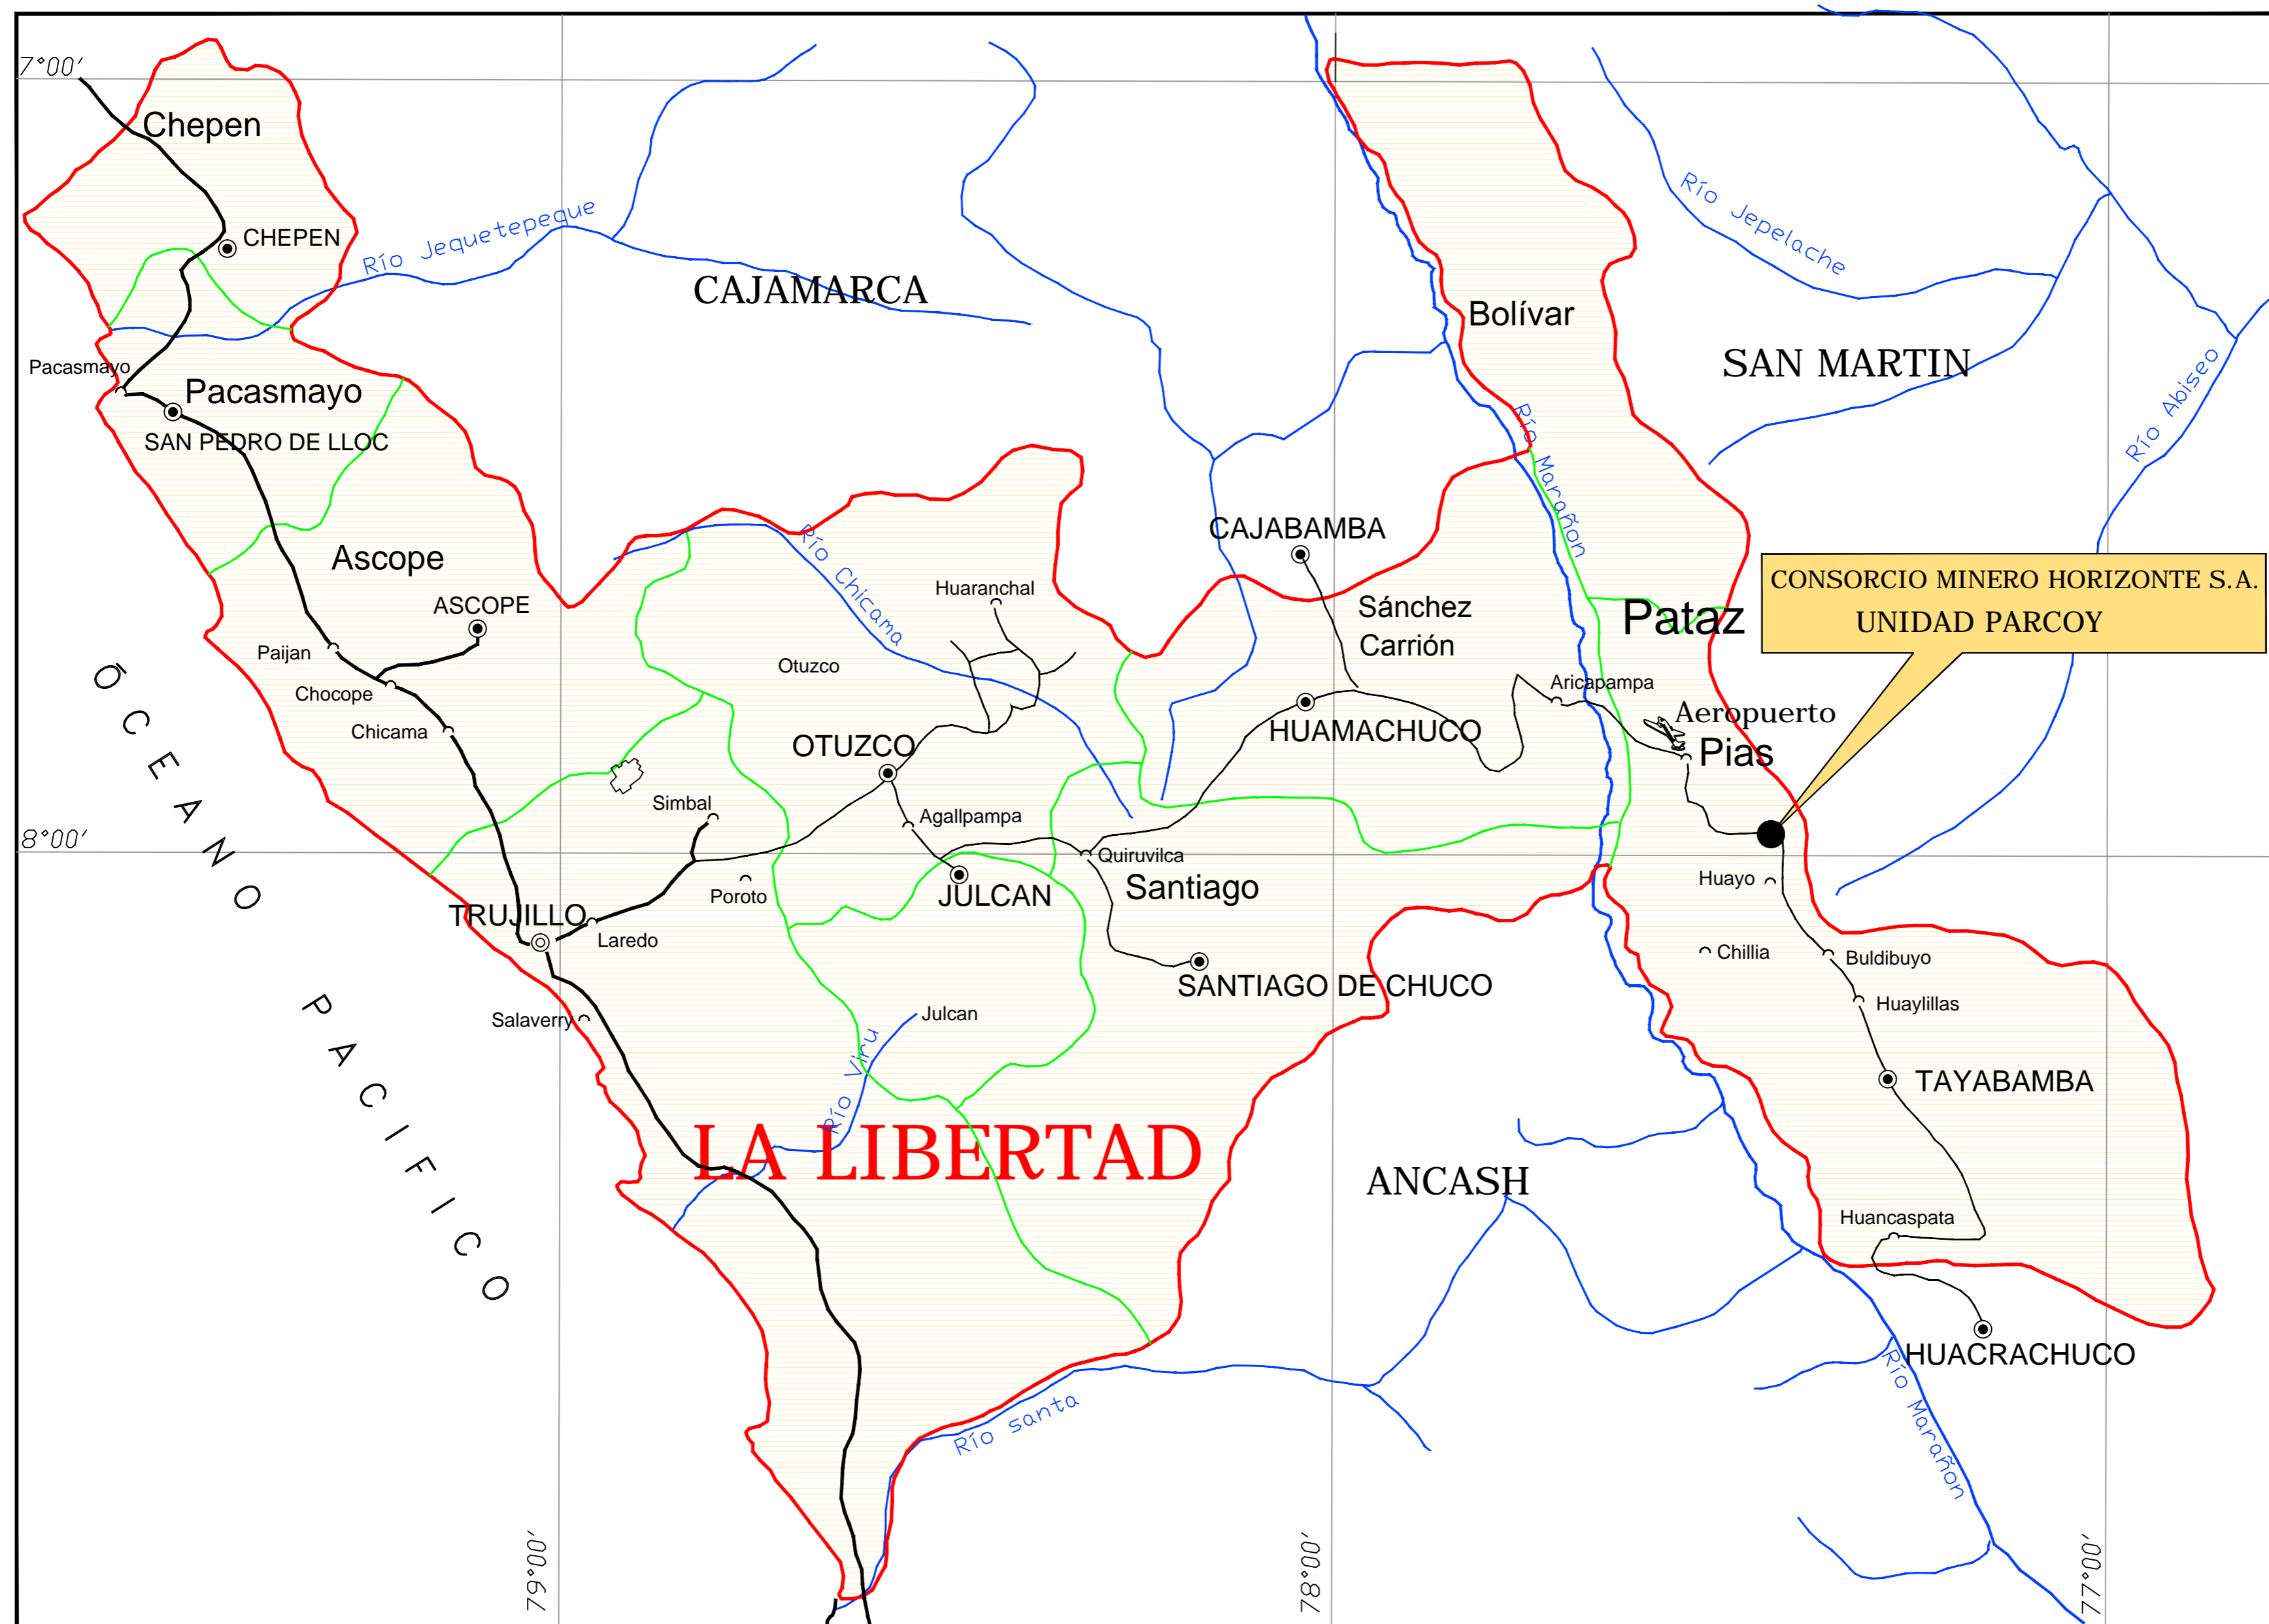 7°00'
Chepen
CHEPEN
Río Jequetepeque
CAJAMARCA
Río Jepelache
Bolívar
SAN MARTIN
Río Abiseo
Pacasmayo
Pacasmayo
SAN PEDRO DE LLOC
Río Marañon
Río Chicama
CAJABAMBA
Ascope
ASCOPE
Huaranchal
Sánchez
Carrión
Pataz
CONSORCIO MINERO HORIZONTE S.A.
UNIDAD PARCOY
Paijan
Otuzco
Chocope
Aricapampa
Chicama
OTUZCO
HUAMACHUCO
Aeropuerto
Pias
Simbal
Agallpampa
8°00'
Quiruvilca
Santiago
Huayo
Poroto
JULCAN
TRUJILLO
Laredo
Chillia
Buldibuyo
SANTIAGO DE CHUCO
Huaylillas
Salaverry
Julcan
Río Viru
TAYABAMBA
OCEANO PACIFICO
LA LIBERTAD
ANCASH
Huancaspata
HUACRACHUCO
Río santa
Río Marañon
79°00'
78°00'
77°00'